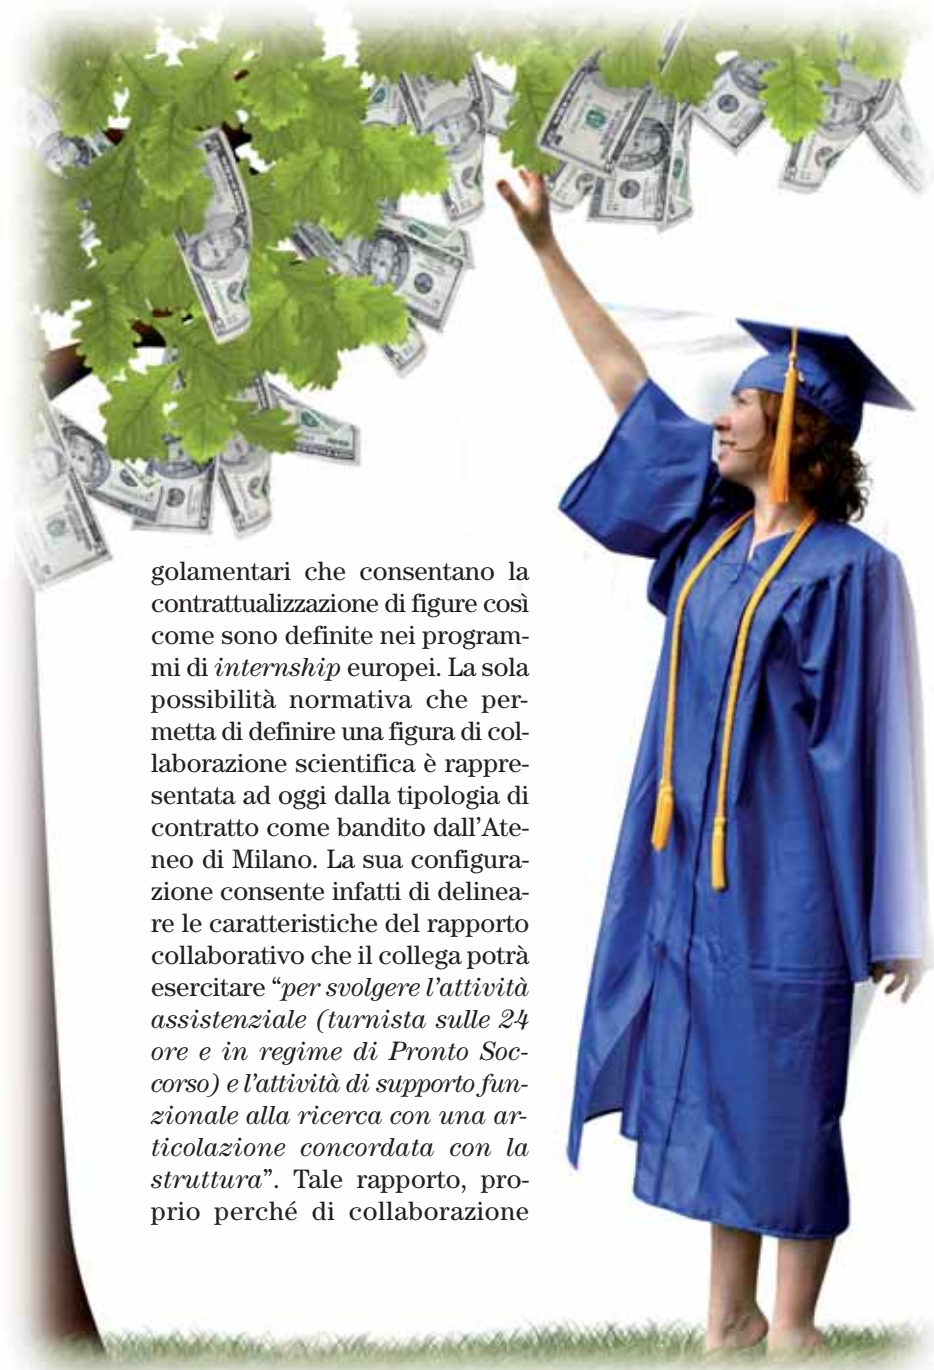 golamentari che consentano la
contrattualizzazione di figure così
come sono definite nei program-
mi di internship europei. La sola
possibilità normativa che per-
metta di definire una figura di col-
laborazione scientifica è rappre-
sentata ad oggi dalla tipologia di
contratto come bandito dall'Ate-
neo di Milano. La sua configura-
zione consente infatti di delinea-
re le caratteristiche del rapporto
collaborativo che il collega potrà
esercitare “per svolgere l'attività
assistenziale (turnista sulle 24
ore e in regime di Pronto Soc-
corso) e l'attività di supporto fun-
zionale alla ricerca con una ar-
ticolazione concordata con la
struttura”. Tale rapporto, pro-
prio perché di collaborazione